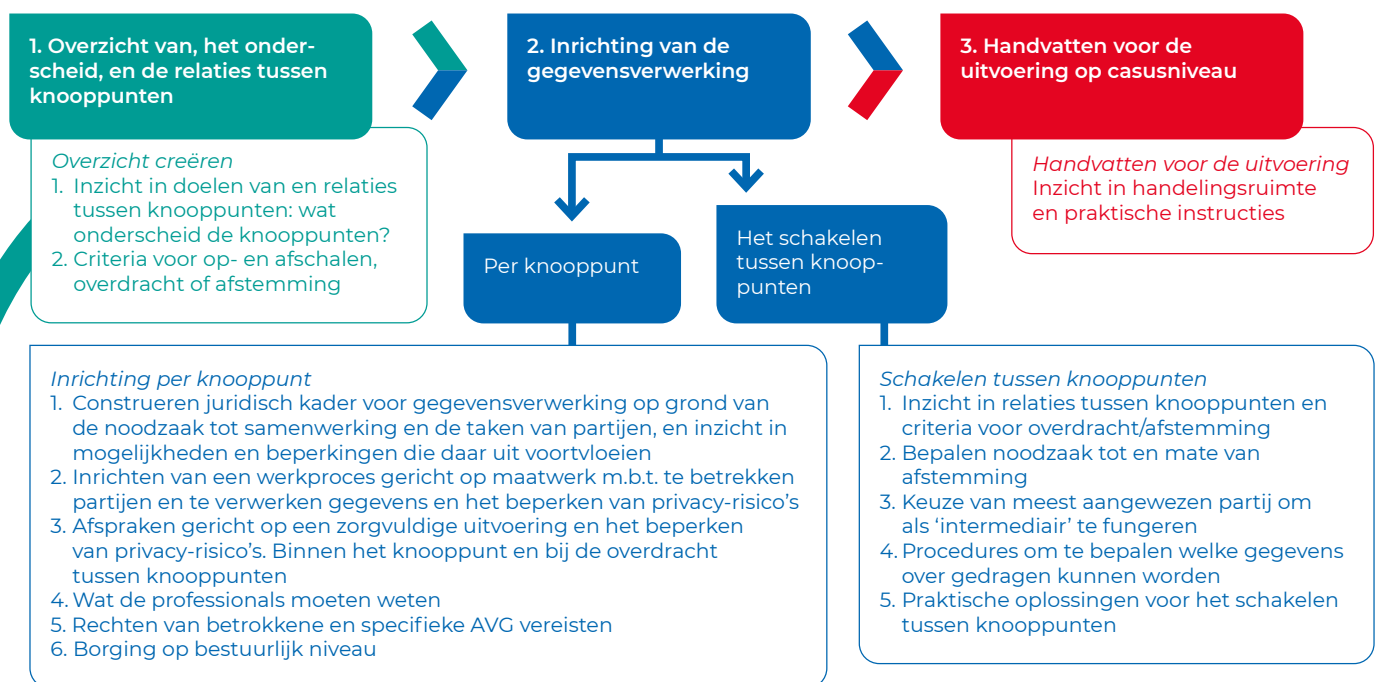 1. Overzicht van, het onder-
scheid, en de relaties tussen
knooppunten
Overzicht creëren
1. Inzicht in doelen van en relaties
tussen knooppunten: wat
onderscheid de knooppunten?
2. Criteria voor op- en afschalen,
overdracht of afstemming
2. Inrichting van de
gegevensverwerking
Per knooppunt
Het schakelen
tussen knoop-
punten
3. Handvatten voor de
uitvoering op casusniveau
Handvatten voor de uitvoering
Inzicht in handelingsruimte
en praktische instructies
Inrichting per knooppunt
1. Construeren juridisch kader voor gegevensverwerking op grond van
de noodzaak tot samenwerking en de taken van partijen, en inzicht in
mogelijkheden en beperkingen die daar uit voortvloeien
2. Inrichten van een werkproces gericht op maatwerk m.b.t. te betrekken
partijen en te verwerken gegevens en het beperken van privacy-risico's
3. Afspraken gericht op een zorgvuldige uitvoering en het beperken
van privacy-risico's. Binnen het knooppunt en bij de overdracht
tussen knooppunten
4. Wat de professionals moeten weten
5. Rechten van betrokkene en specifieke AVG vereisten
6. Borging op bestuurlijk niveau
Schakelen tussen knooppunten
1. Inzicht in relaties tussen knooppunten en
criteria voor overdracht/afstemming
2. Bepalen noodzaak tot en mate van
afstemming
3. Keuze van meest aangewezen partij om
als 'intermediair' te fungeren
4. Procedures om te bepalen welke gegevens
over gedragen kunnen worden
5. Praktische oplossingen voor het schakelen
tussen knooppunten